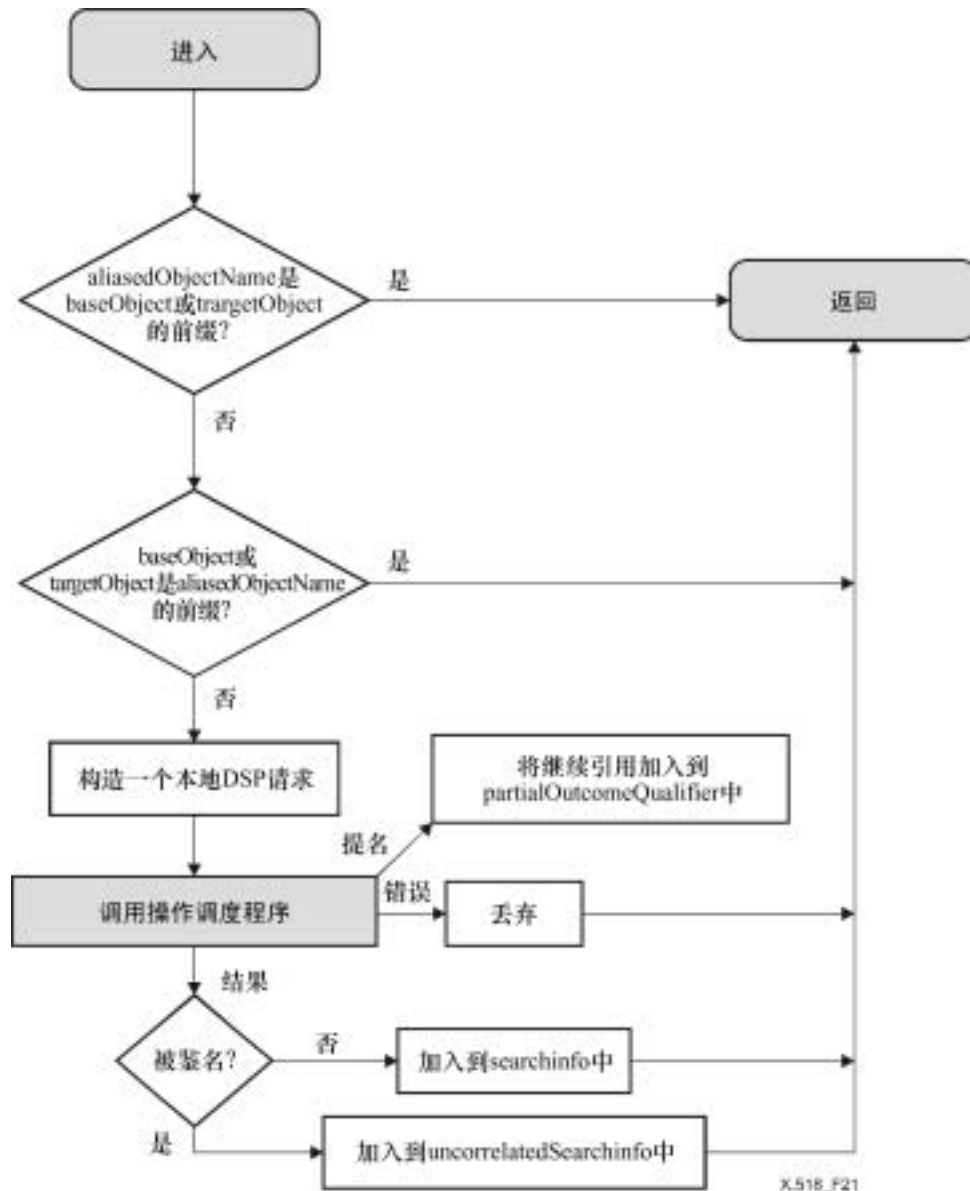 进入
aliasedObjectName是
baseObject或trargetObject
的前缀?
是
返回
否
baseObject或
targetObject是aliasedObjectName
的前缀?
是
否
构造一个本地DSP请求
将继续引用加入到
partialOutcomeQualifier中
提名
调用操作调度程序
错误
丢弃
结果
被鉴名?
否
加入到searchinfo中
是
加入到uncorrelatedSearchinfo中
X.518_F21